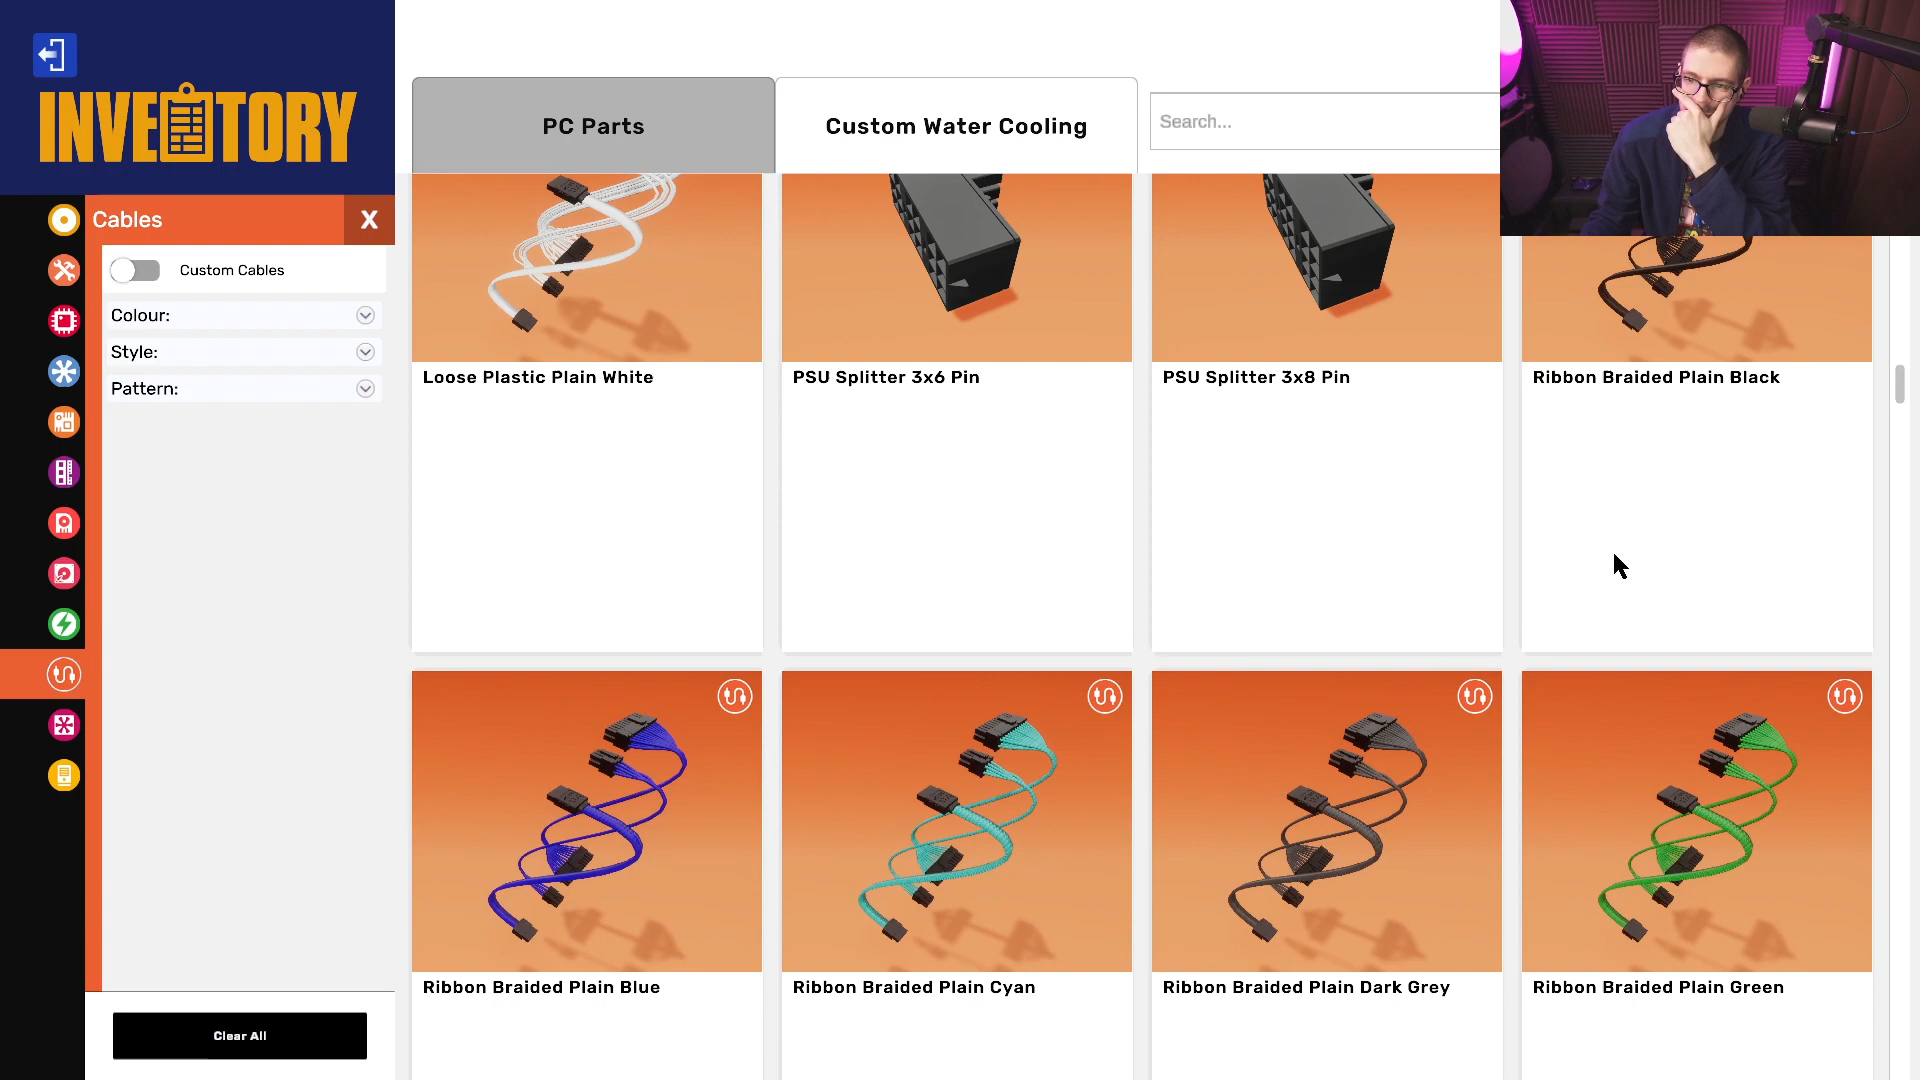 INVENTORY
PC Parts
Custom Water Cooling
Search...
Cables
X
Custom Cables
Colour:
Style:
Pattern:
Loose Plastic Plain White
PSU Splitter 3x6 Pin
PSU Splitter 3x8 Pin
Ribbon Braided Plain Black
Ribbon Braided Plain Blue
Ribbon Braided Plain Cyan
Ribbon Braided Plain Dark Grey
Ribbon Braided Plain Green
Clear All